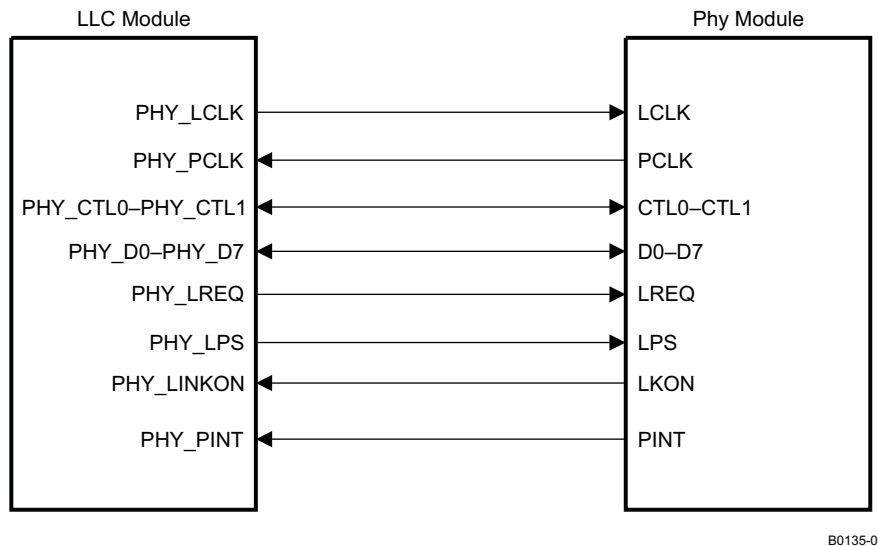 LLC Module Phy Module
PHY_LCLK LCLK
PHY_PCLK PCLK
PHY_CTL0–PHY_CTL1 CTL0–CTL1
PHY_D0–PHY_D7 D0–D7
PHY_LREQ LREQ
PHY_LPS LPS
PHY_LINKON LKON
PHY_PINT PINT
B0135-0